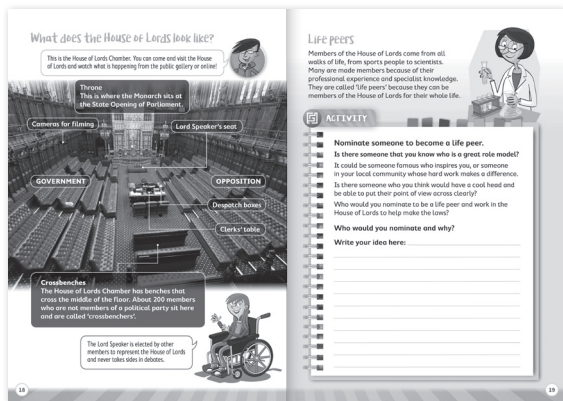 What does the House of Lords look like?
This is the House of Lords Chamber. You can come and visit the House
of Lords and watch what is happening from the public gallery or online!
Throne
This is where the Monarch sits at
the State Opening of Parliament
Cameras for filming
Lord Speaker's seat
GOVERNMENT
OPPOSITION
Despatch boxes
Clerks' table
Crossbenches
The House of Lords Chamber has benches that
cross the middle of the floor. About 200 members
who are not members of a political party sit here
and are called 'crossbenchers'.
The Lord Speaker is elected by other
members to represent the House of Lords
and never takes sides in debates.
18
Life peers
Members of the House of Lords come from all
walks of life, from sports people to scientists.
Many are made members because of their
professional experience and specialist knowledge.
They are called 'life peers' because they can be
members of the House of Lords for their whole life.
ACTIVITY
Nominate someone to become a life peer.
Is there someone that you know who is a great role model?
It could be someone famous who inspires you, or someone
in your local community whose hard work makes a difference.
Is there someone who you think would have a cool head and
be able to put their point of view across clearly?
Who would you nominate to be a life peer and work in the
House of Lords to help make the laws?
Who would you nominate and why?
Write your idea here:
19